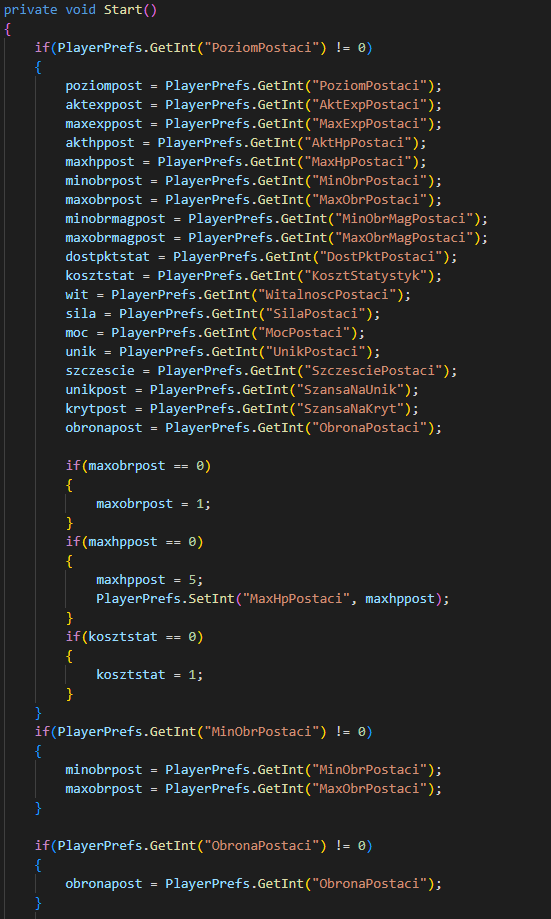 private void Start()
{
if(PlayerPrefs.GetInt("PoziomPostaci") != 0)
{
poziompost = PlayerPrefs.GetInt("PoziomPostaci");
aktexppost = PlayerPrefs.GetInt("AktExpPostaci");
maxexppost = PlayerPrefs.GetInt("MaxExpPostaci");
akthppost = PlayerPrefs.GetInt("AktHpPostaci");
maxhppost = PlayerPrefs.GetInt("MaxHpPostaci");
minobrpost = PlayerPrefs.GetInt("MinObrPostaci");
maxobrpost = PlayerPrefs.GetInt("MaxObrPostaci");
minobrmagpost = PlayerPrefs.GetInt("MinObrMagPostaci");
maxobrmagpost = PlayerPrefs.GetInt("MaxObrMagPostaci");
dostpktstat = PlayerPrefs.GetInt("DostPktPostaci");
kosztstat = PlayerPrefs.GetInt("KosztStatystyk");
wit = PlayerPrefs.GetInt("WitalnoscPostaci");
sila = PlayerPrefs.GetInt("SilaPostaci");
moc = PlayerPrefs.GetInt("MocPostaci");
unik = PlayerPrefs.GetInt("UnikPostaci");
szczescie = PlayerPrefs.GetInt("SzczesciePostaci");
unikpost = PlayerPrefs.GetInt("SzansaNaUnik");
krytpost = PlayerPrefs.GetInt("SzansaNaKryt");
obronapost = PlayerPrefs.GetInt("ObronaPostaci");
if(maxobrpost == 0)
{
maxobrpost = 1;
}
if(maxhppost == 0)
{
maxhppost = 5;
PlayerPrefs.SetInt("MaxHpPostaci", maxhppost);
}
if(kosztstat == 0)
{
kosztstat = 1;
}
}
if(PlayerPrefs.GetInt("MinObrPostaci") != 0)
{
minobrpost = PlayerPrefs.GetInt("MinObrPostaci");
maxobrpost = PlayerPrefs.GetInt("MaxObrPostaci");
}
if(PlayerPrefs.GetInt("ObronaPostaci") != 0)
{
obronapost = PlayerPrefs.GetInt("ObronaPostaci");
}